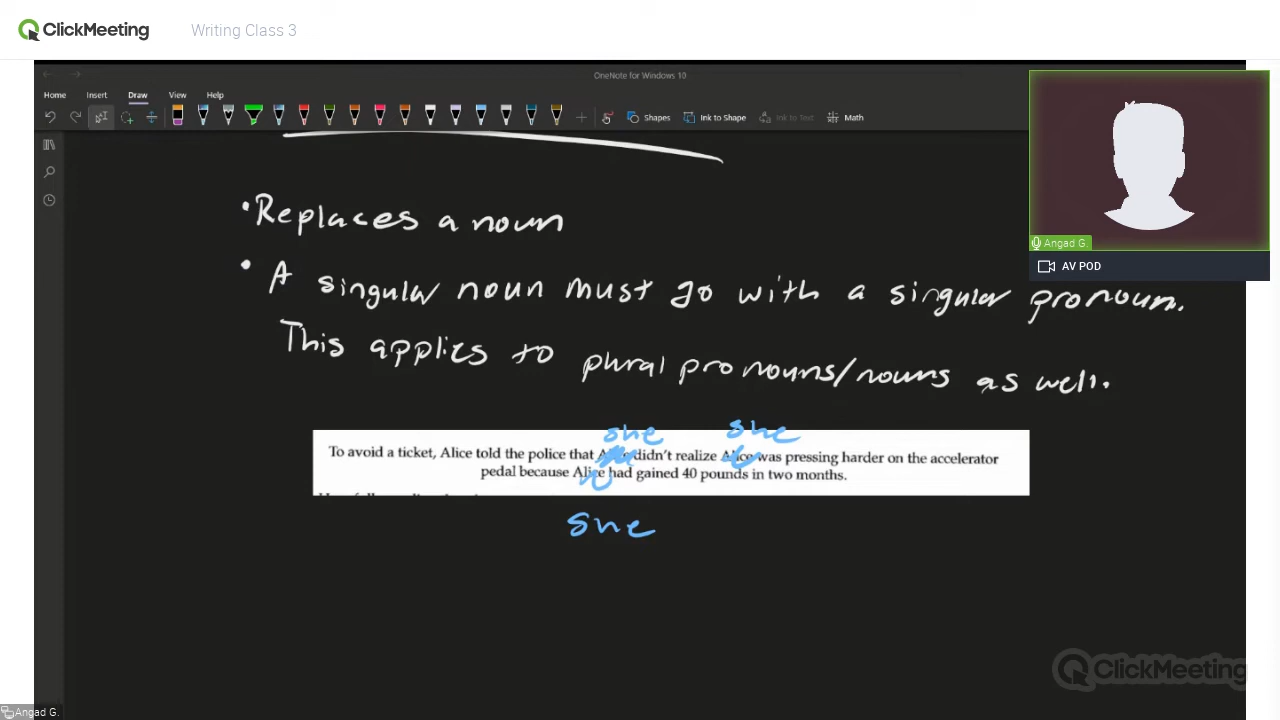 ClickMeeting Writing Class 3
OneNote for Windows 10
Home Insert Draw View Help
Shapes Ink to Shape Ink to Text Math
•Replaces a noun
• A singular noun must go with a singular pronoun.
This applies to plural pronouns/nouns as well.
she she
To avoid a ticket, Alice told the police that Alice didn't realize Alice was pressing harder on the accelerator
pedal because Alice had gained 40 pounds in two months.
she
Angad G.
AV POD
ClickMeeting
Angad G.